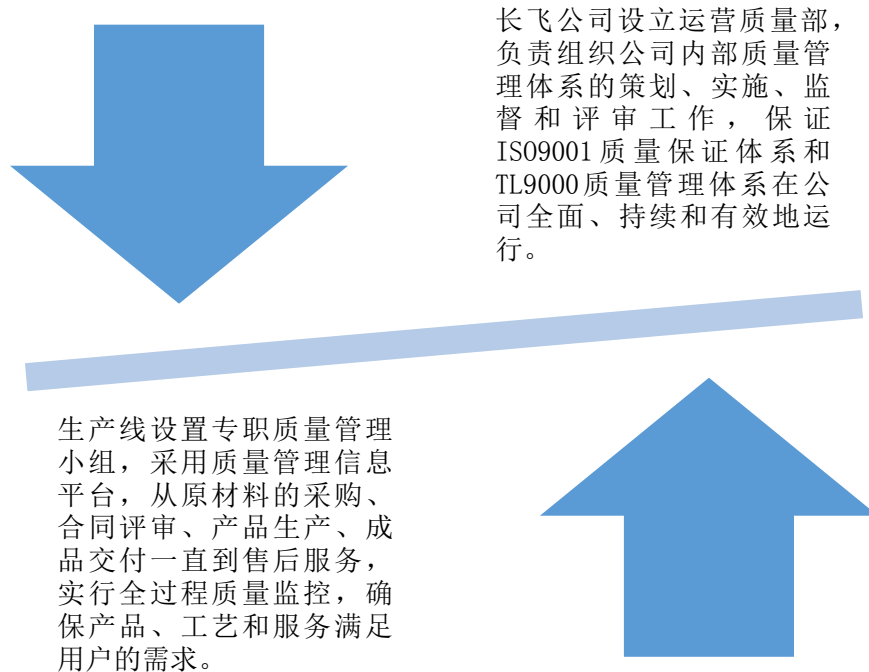 长飞公司设立运营质量部，
负责组织公司内部质量管
理体系的策划、实施、监
督和评审工作，保证
ISO9001质量保证体系和
TL9000质量管理体系在公
司全面、持续和有效地运
行。
生产线设置专职质量管理
小组，采用质量管理信息
平台，从原材料的采购、
合同评审、产品生产、成
品交付一直到售后服务，
实行全过程质量监控，确
保产品、工艺和服务满足
用户的需求。